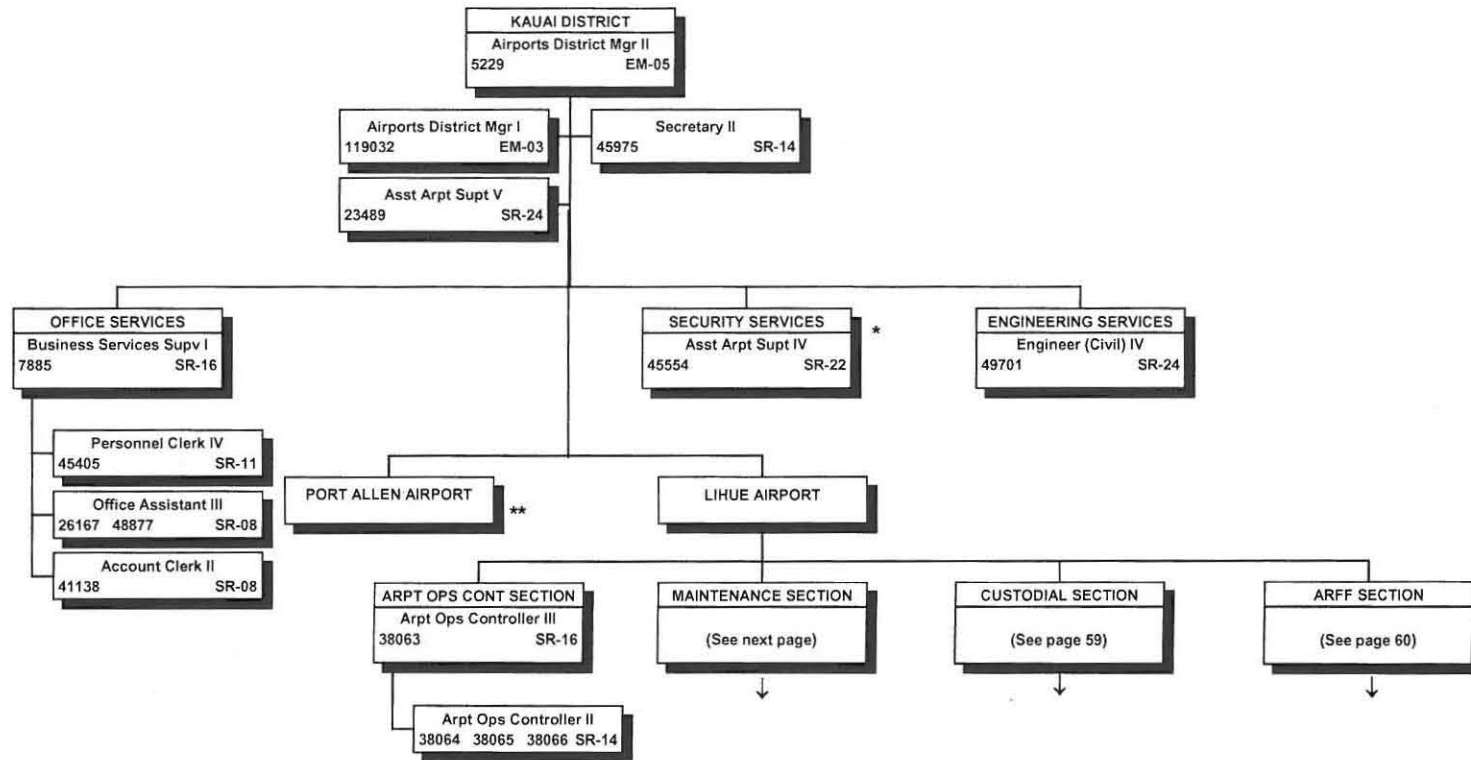 KAUAI DISTRICT
Airports District Mgr II
5229 EM-05
Airports District Mgr I
119032 EM-03
Secretary II
45975 SR-14
Asst Arpt Supt V
23489 SR-24
OFFICE SERVICES
Business Services Supv I
7885 SR-16
SECURITY SERVICES
Asst Arpt Supt IV
45554 SR-22
*
ENGINEERING SERVICES
Engineer (Civil) IV
49701 SR-24
Personnel Clerk IV
45405 SR-11
Office Assistant III
26167 48877 SR-08
Account Clerk II
41138 SR-08
PORT ALLEN AIRPORT
**
LIHUE AIRPORT
ARPT OPS CONT SECTION
Arpt Ops Controller III
38063 SR-16
MAINTENANCE SECTION
(See next page)
CUSTODIAL SECTION
(See page 59)
ARFF SECTION
(See page 60)
Arpt Ops Controller II
38064 38065 38066 SR-14